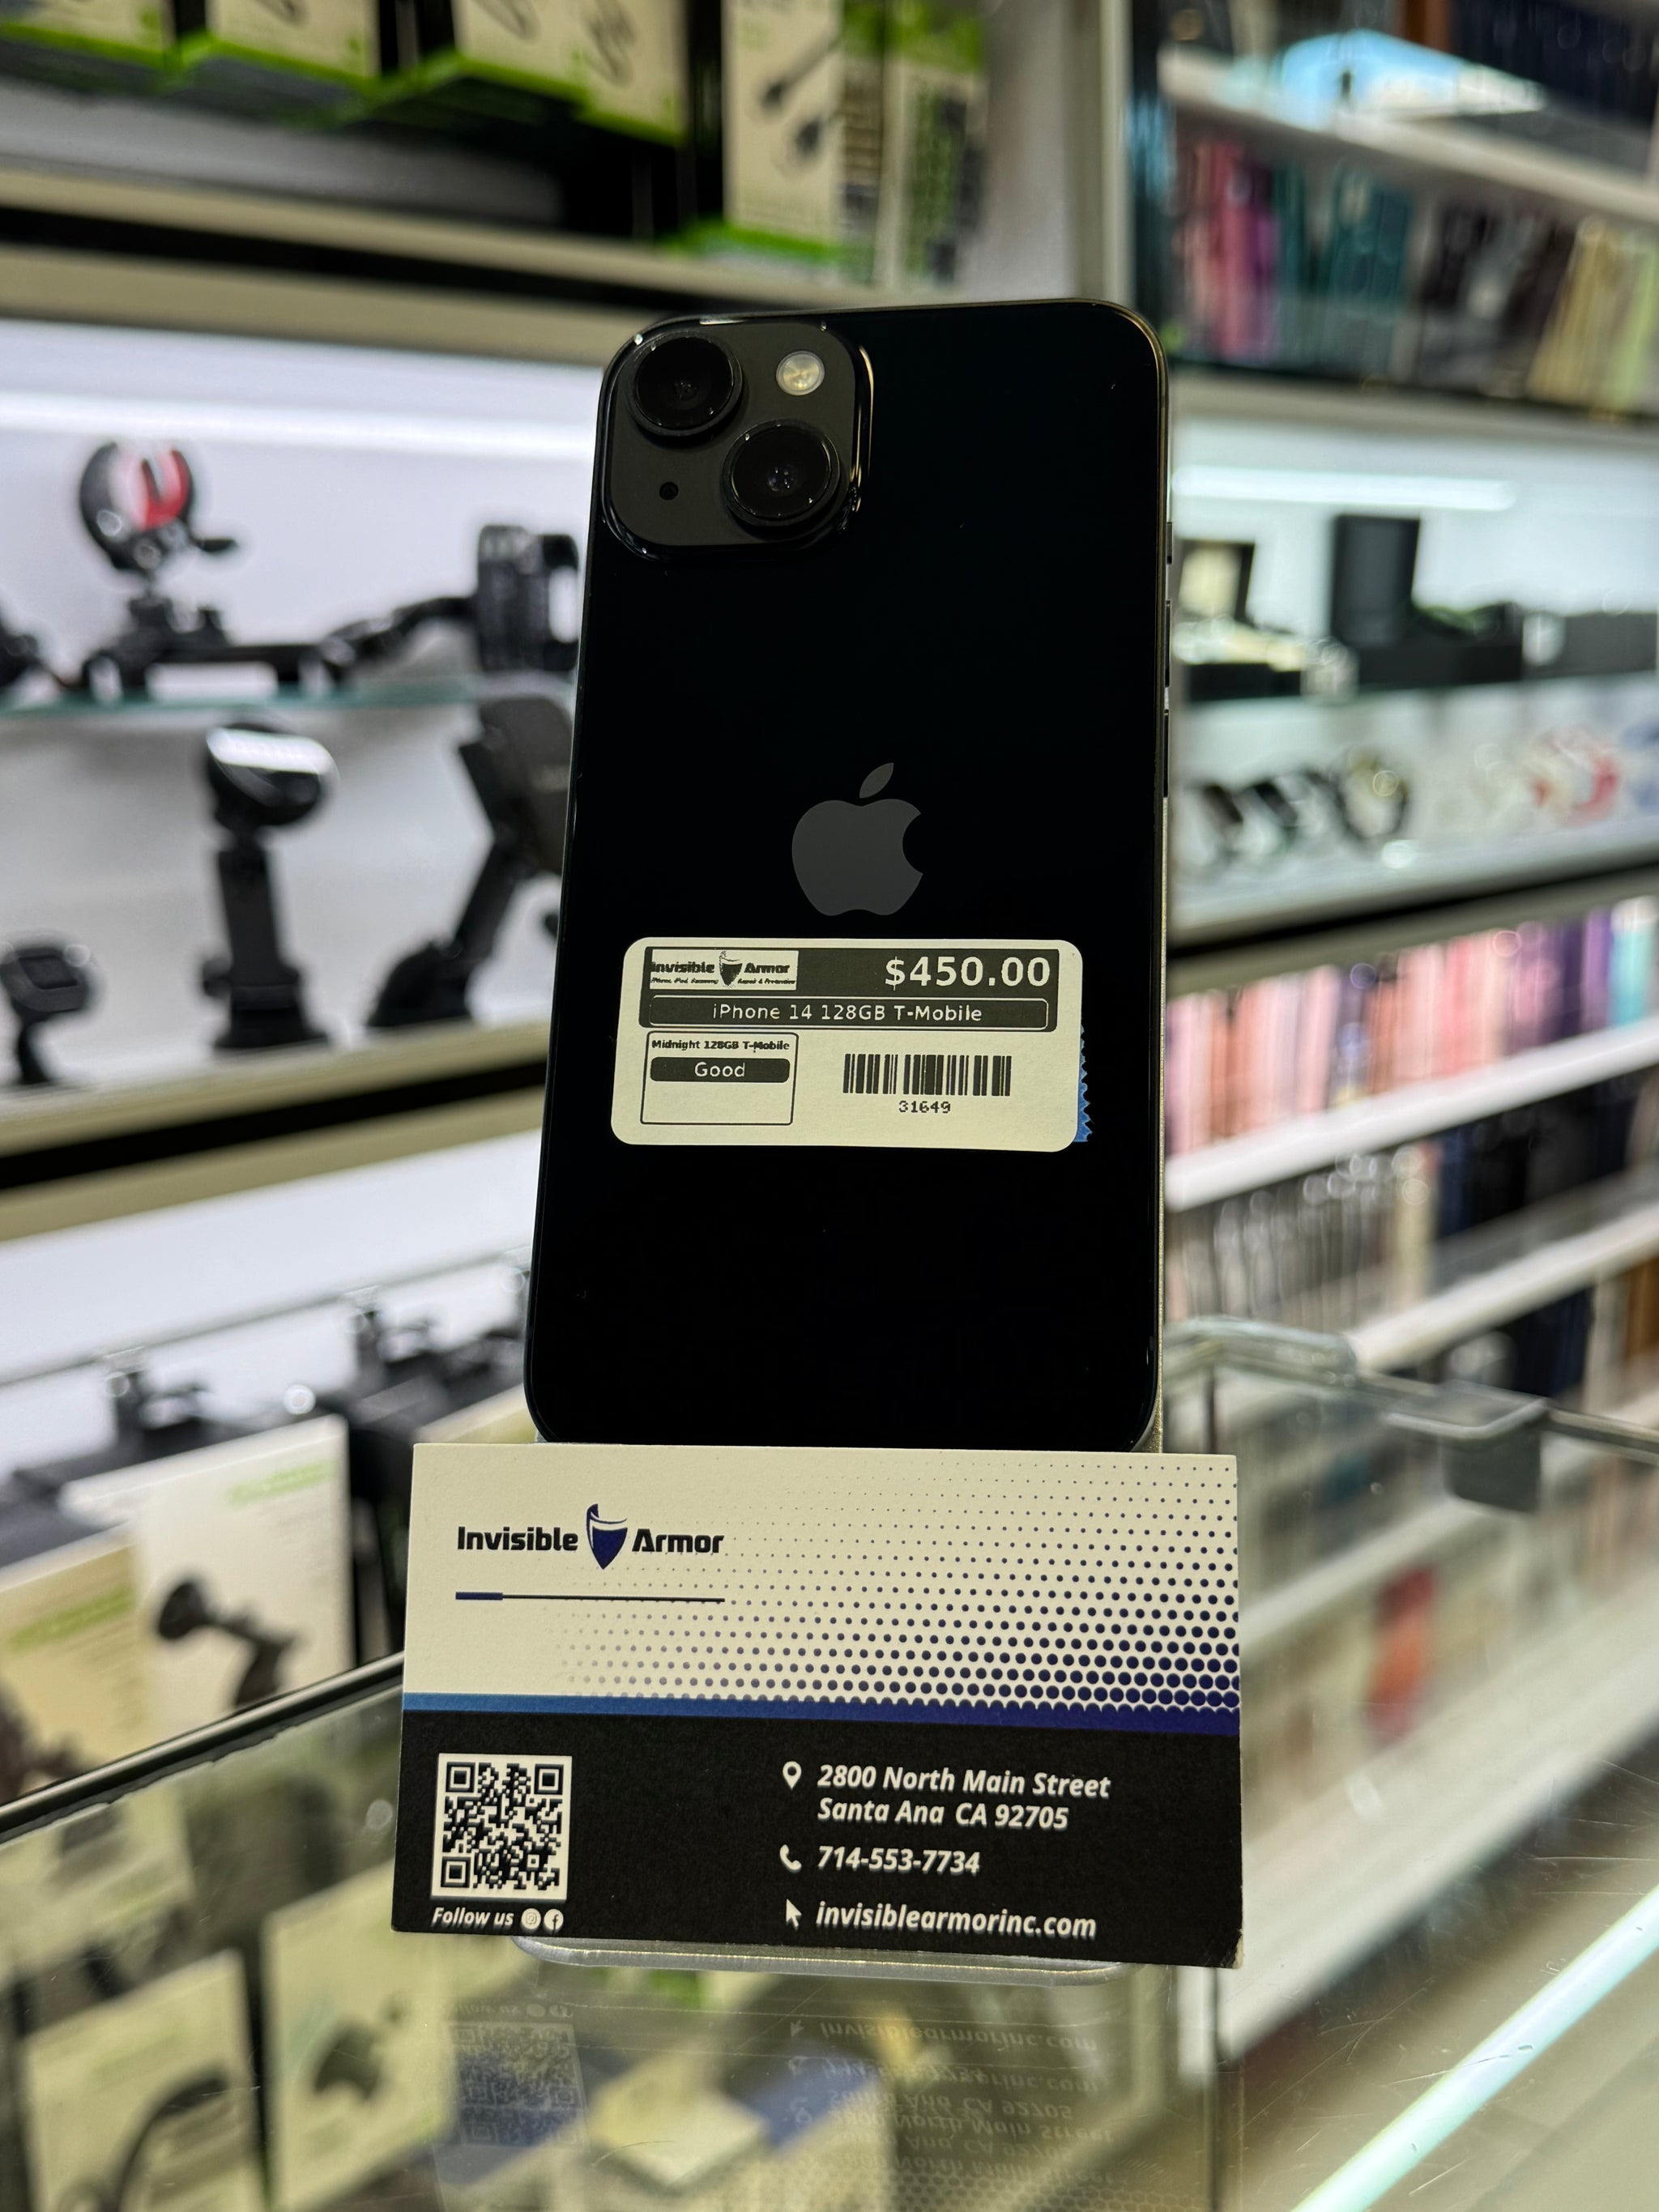 Invisible Armor
$450.00
iPhone 14 128GB T-Mobile
Midnight 128GB T-Mobile
Good
31649
Invisible Armor
2800 North Main Street
Santa Ana CA 92705
714-553-7734
invisiblearmorinc.com
Follow us